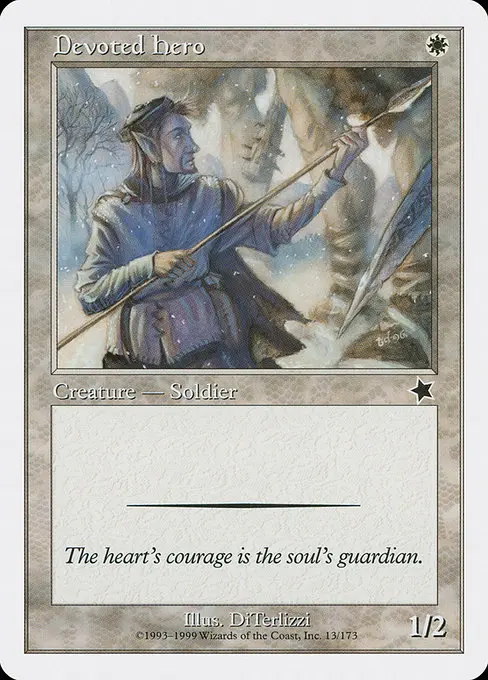 Devoted hero
Creature — Soldier
The heart's courage is the soul's guardian.
Illus. DiTerlizzi
©1993-1999 Wizards of the Coast, Inc. 13/173
1/2